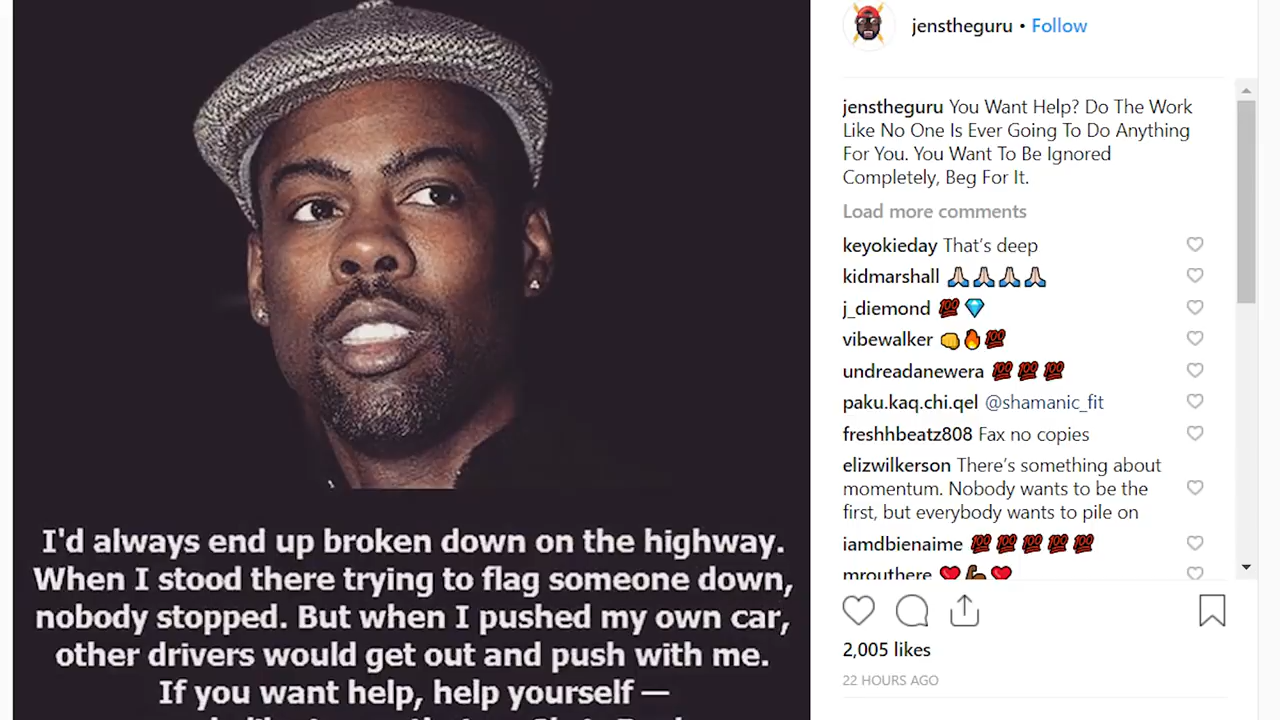 jenstheguru • Follow
jenstheguru You Want Help? Do The Work
Like No One Is Ever Going To Do Anything
For You. You Want To Be Ignored
Completely, Beg For It.
Load more comments
keyokieday That's deep
kidmarshall 🙏🏻🙏🏻🙏🏻🙏🏻
j_diemond 💯💎
vibewalker 👊🔥💯
undreadanewera 💯💯💯
paku.kaq.chi.qel @shamanic_fit
freshhbeatz808 Fax no copies
elizwilkerson There's something about
momentum. Nobody wants to be the
first, but everybody wants to pile on
iamdbienaime 💯💯💯💯💯
mrouthere ❤️💪🏾❤️
2,005 likes
22 HOURS AGO
I'd always end up broken down on the highway.
When I stood there trying to flag someone down,
nobody stopped. But when I pushed my own car,
other drivers would get out and push with me.
If you want help, help yourself —